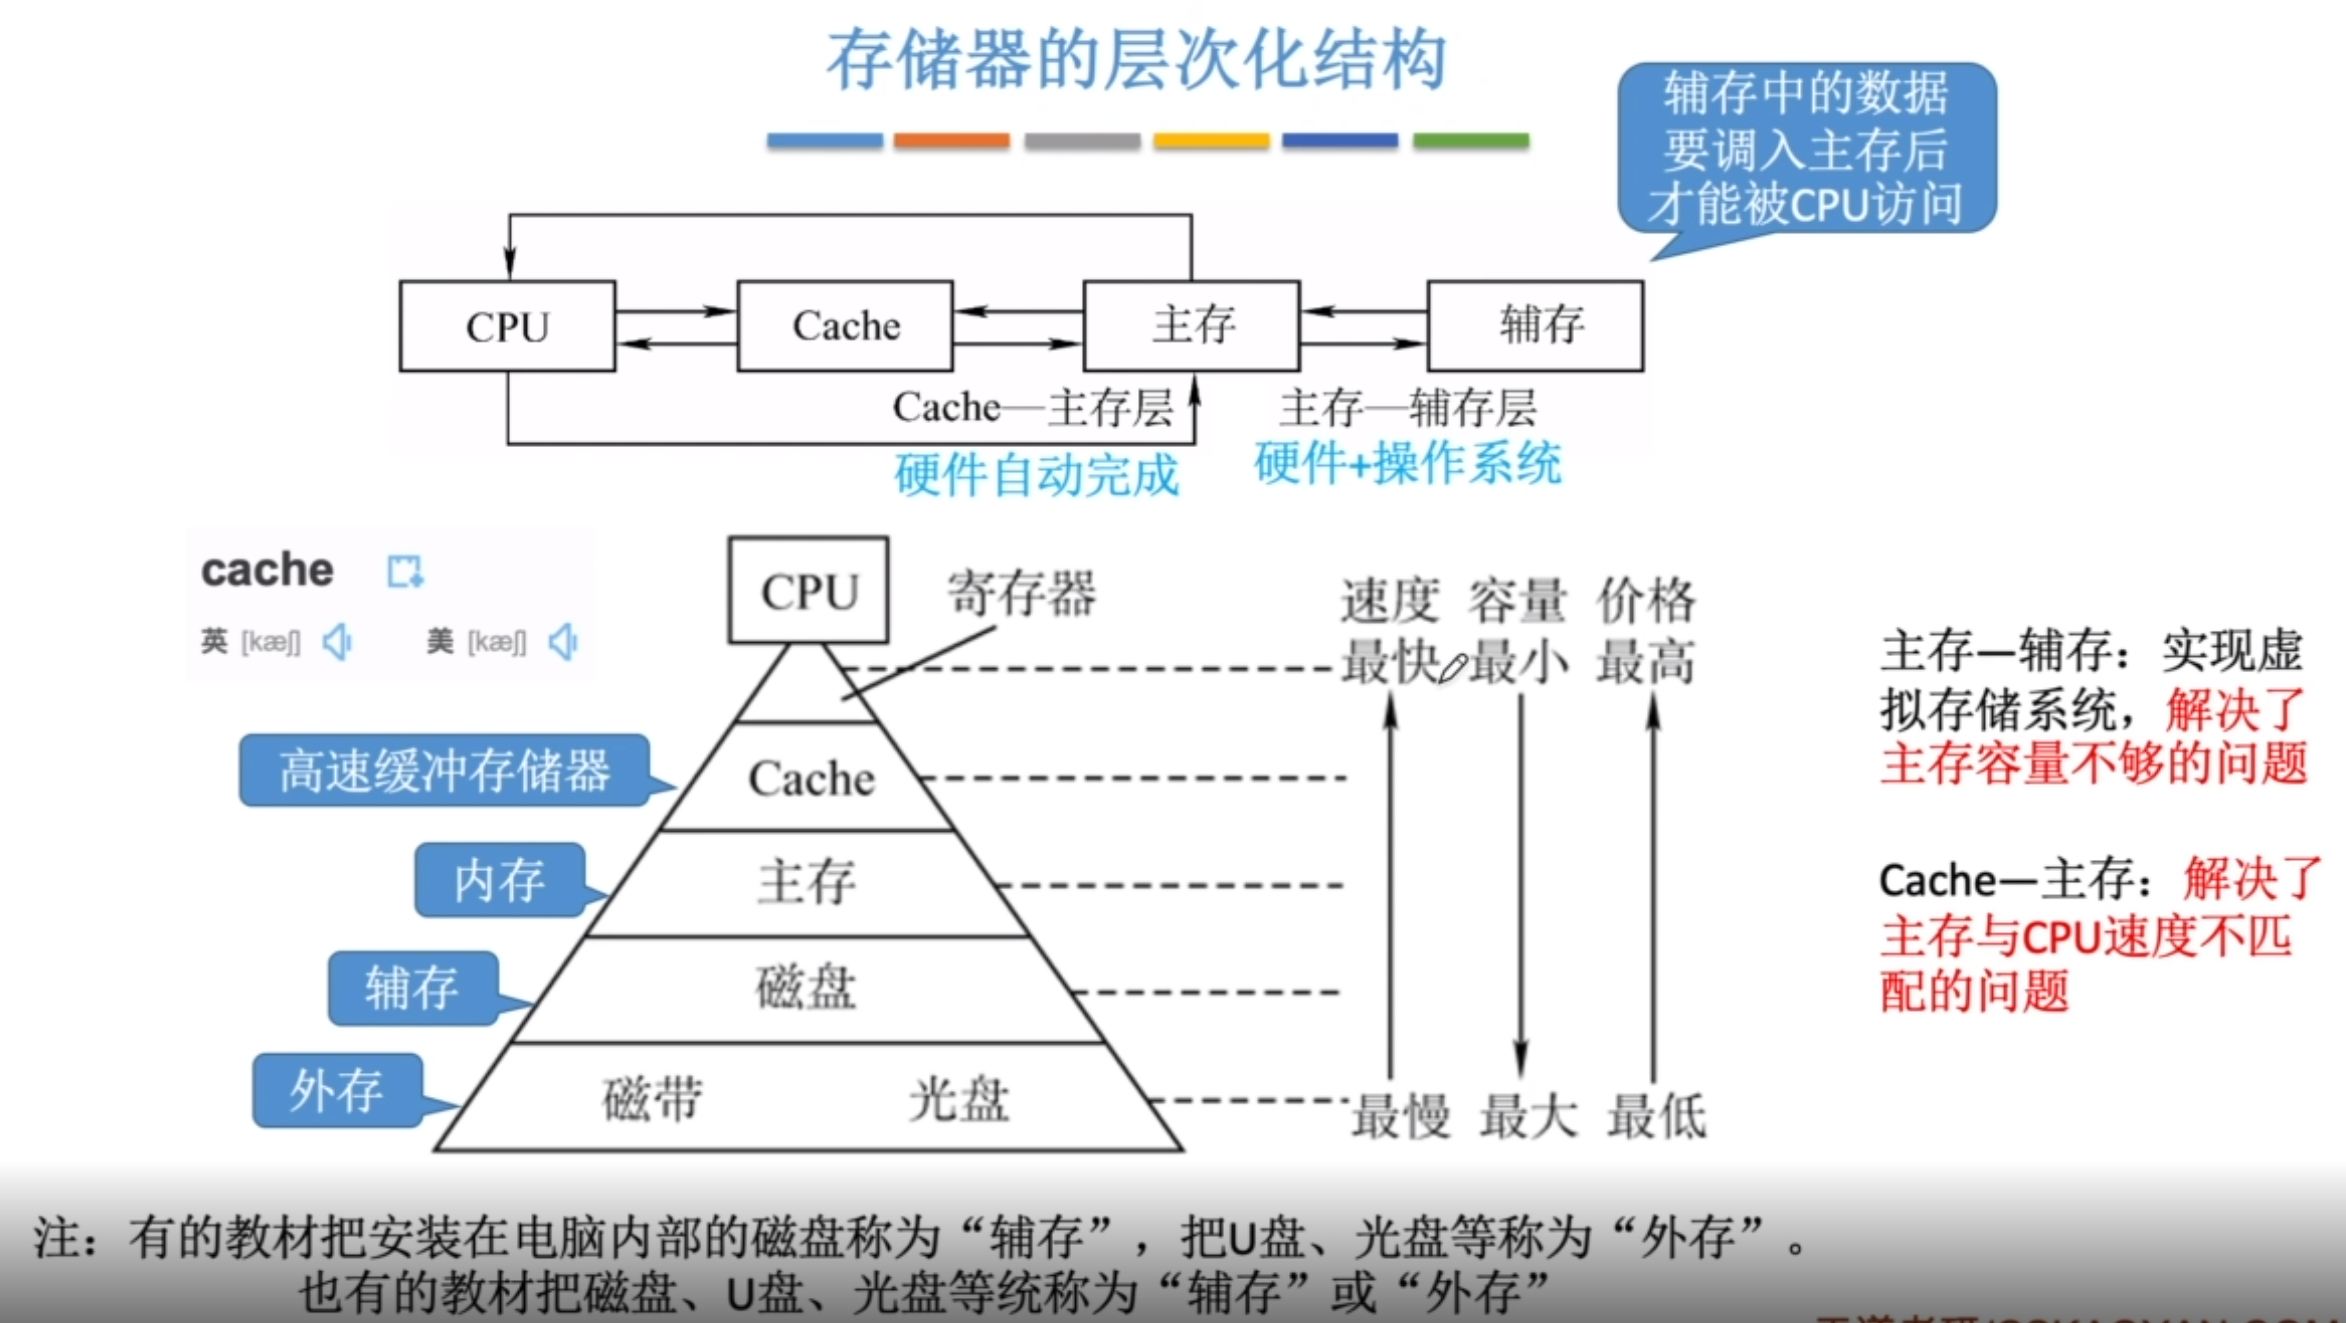 存储器的层次化结构
辅存中的数据
要调入主存后
才能被CPU访问
CPU
Cache
主存
辅存
Cache—主存层
主存—辅存层
硬件自动完成
硬件+操作系统
cache
英 [kæʃ] 美 [kæʃ]
CPU
寄存器
速度 容量 价格
最快 最小 最高
高速缓冲存储器
Cache
内存
主存
辅存
磁盘
外存
磁带 光盘
最慢 最大 最低
主存—辅存：实现虚
拟存储系统，解决了
主存容量不够的问题
Cache—主存：解决了
主存与CPU速度不匹
配的问题
注：有的教材把安装在电脑内部的磁盘称为“辅存”，把U盘、光盘等称为“外存”。
也有的教材把磁盘、U盘、光盘等统称为“辅存”或“外存”